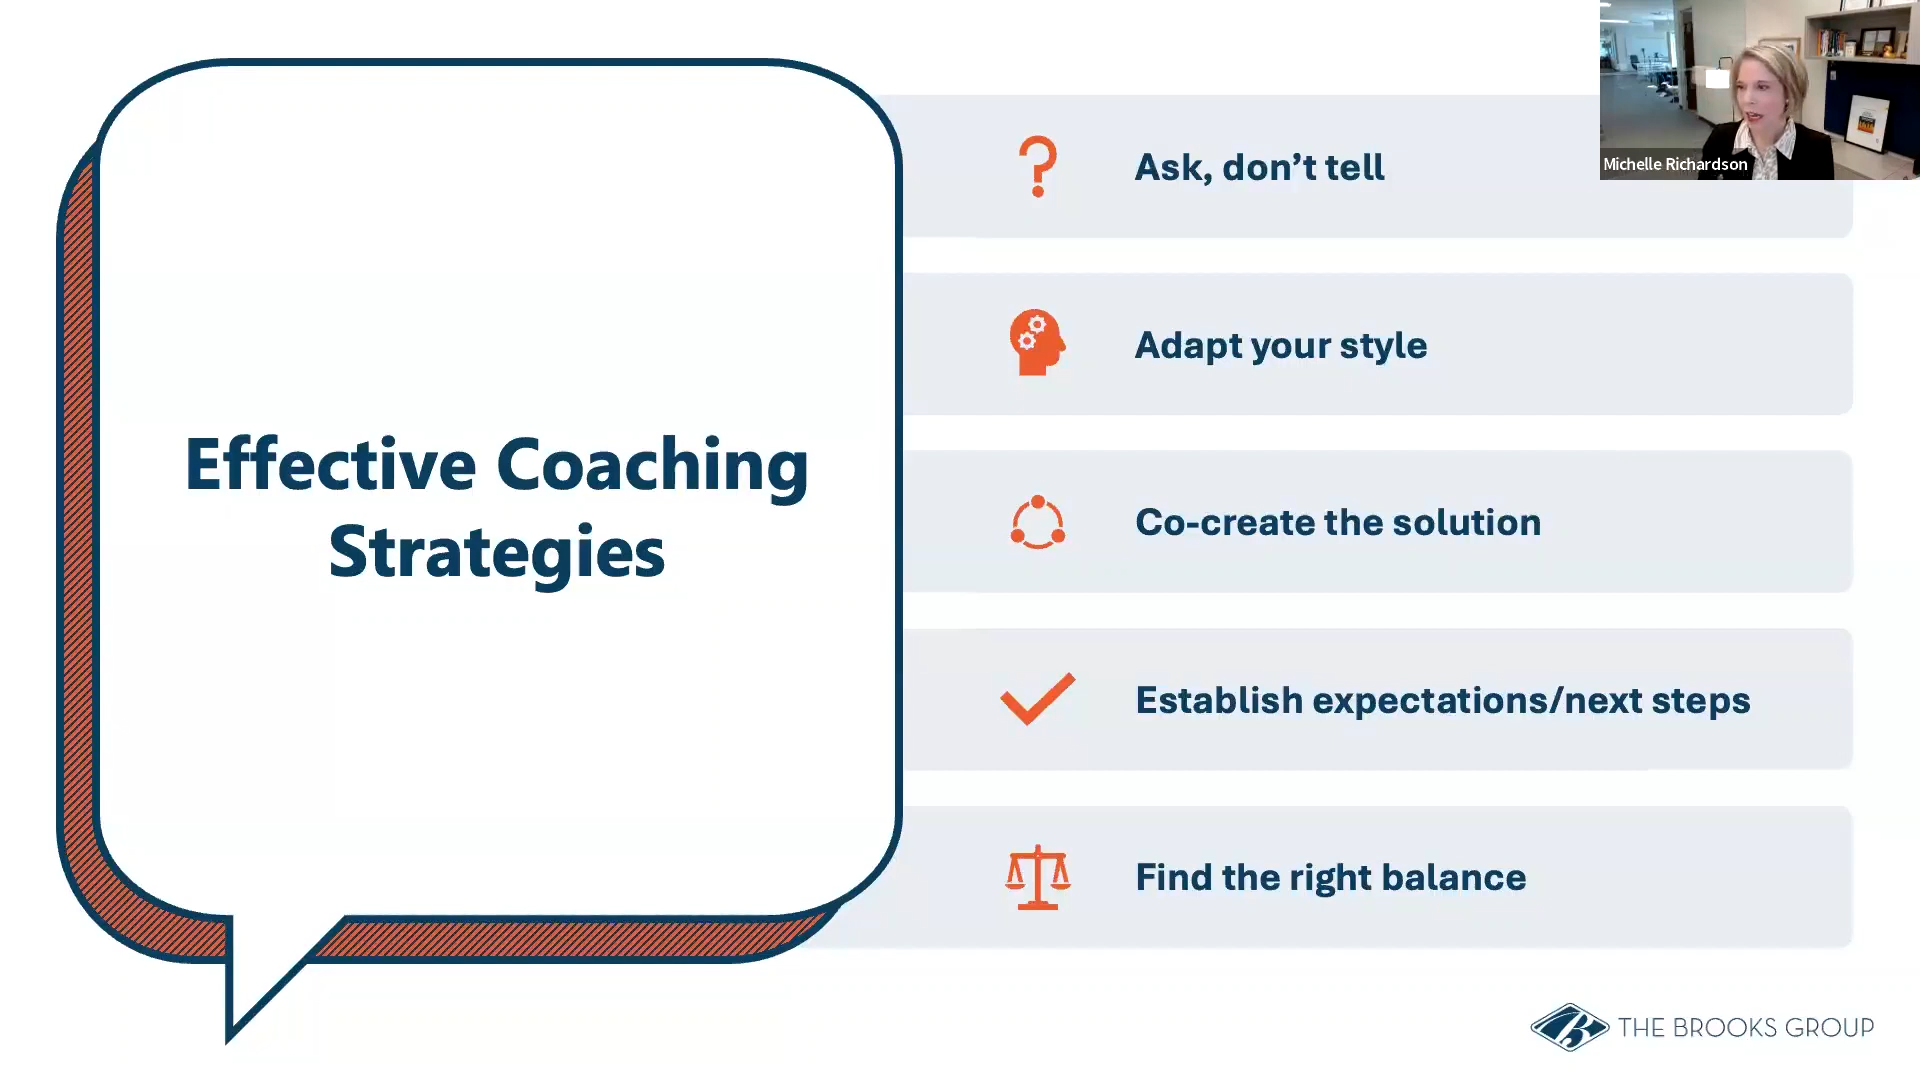 Effective Coaching
Strategies
Ask, don’t tell
Adapt your style
Co-create the solution
Establish expectations/next steps
Find the right balance
Michelle Richardson
THE BROOKS GROUP